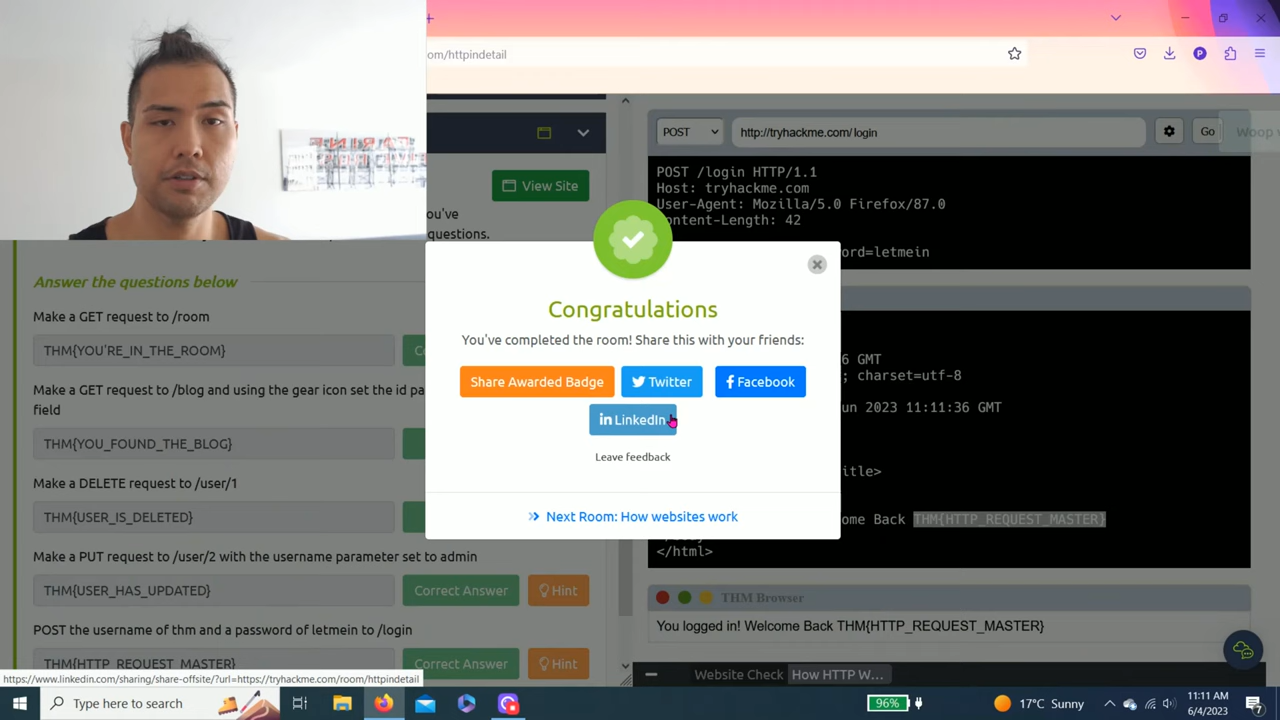 om/httpindetail
POST
http://tryhackme.com/login
Go
Woop
View Site
POST /login HTTP/1.1
Host: tryhackme.com
User-Agent: Mozilla/5.0 Firefox/87.0
ontent-Length: 42
ord=letmein
ou've
questions.
Answer the questions below
Make a GET request to /room
THM{YOU'RE_IN_THE_ROOM}
Co
Make a GET request to /blog and using the gear icon set the id pa
field
THM{YOU_FOUND_THE_BLOG}
Make a DELETE request to /user/1
THM{USER_IS_DELETED}
Make a PUT request to /user/2 with the username parameter set to admin
THM{USER_HAS_UPDATED}
Correct Answer
Hint
POST the username of thm and a password of letmein to /login
THM{HTTP_REQUEST_MASTER}
Correct Answer
Hint
Congratulations
You've completed the room! Share this with your friends:
Share Awarded Badge
Twitter
Facebook
LinkedIn
Leave feedback
Next Room: How websites work
6 GMT
; charset=utf-8
un 2023 11:11:36 GMT
itle>
ome Back THM{HTTP_REQUEST_MASTER}
</html>
THM Browser
You logged in! Welcome Back THM{HTTP_REQUEST_MASTER}
Website Check
How HTTP W...
https://www.linkedin.com/sharing/share-offsite/?url=https://tryhackme.com/room/httpindetail
Type here to search
96%
17°C Sunny
11:11 AM
6/4/2023
7